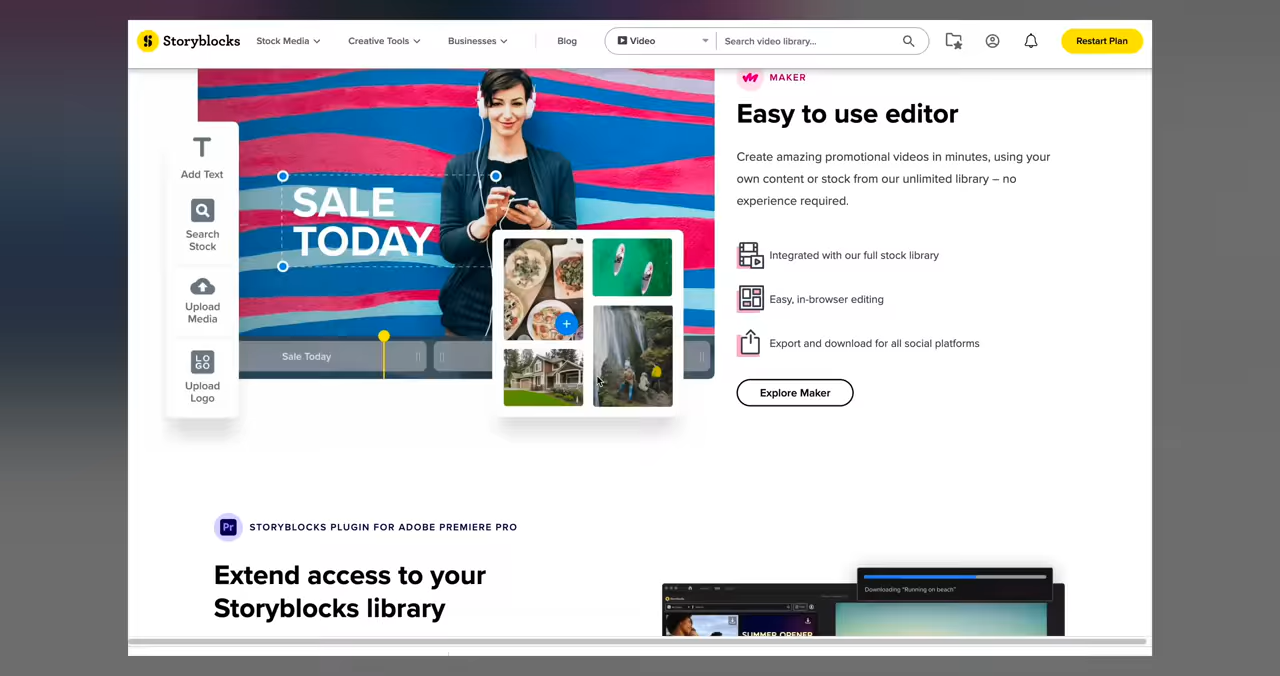 Storyblocks
Stock Media
Creative Tools
Businesses
Blog
Video
Search video library...
Restart Plan
MAKER
Easy to use editor
Create amazing promotional videos in minutes, using your
own content or stock from our unlimited library – no
experience required.
Integrated with our full stock library
Easy, in-browser editing
Export and download for all social platforms
Explore Maker
Add Text
Search
Stock
Upload
Media
LO
GO
Upload
Logo
SALE
TODAY
Sale Today
Pr
STORYBLOCKS PLUGIN FOR ADOBE PREMIERE PRO
Extend access to your
Storyblocks library
Downloading "Running on beach"
SUMMER OPENER